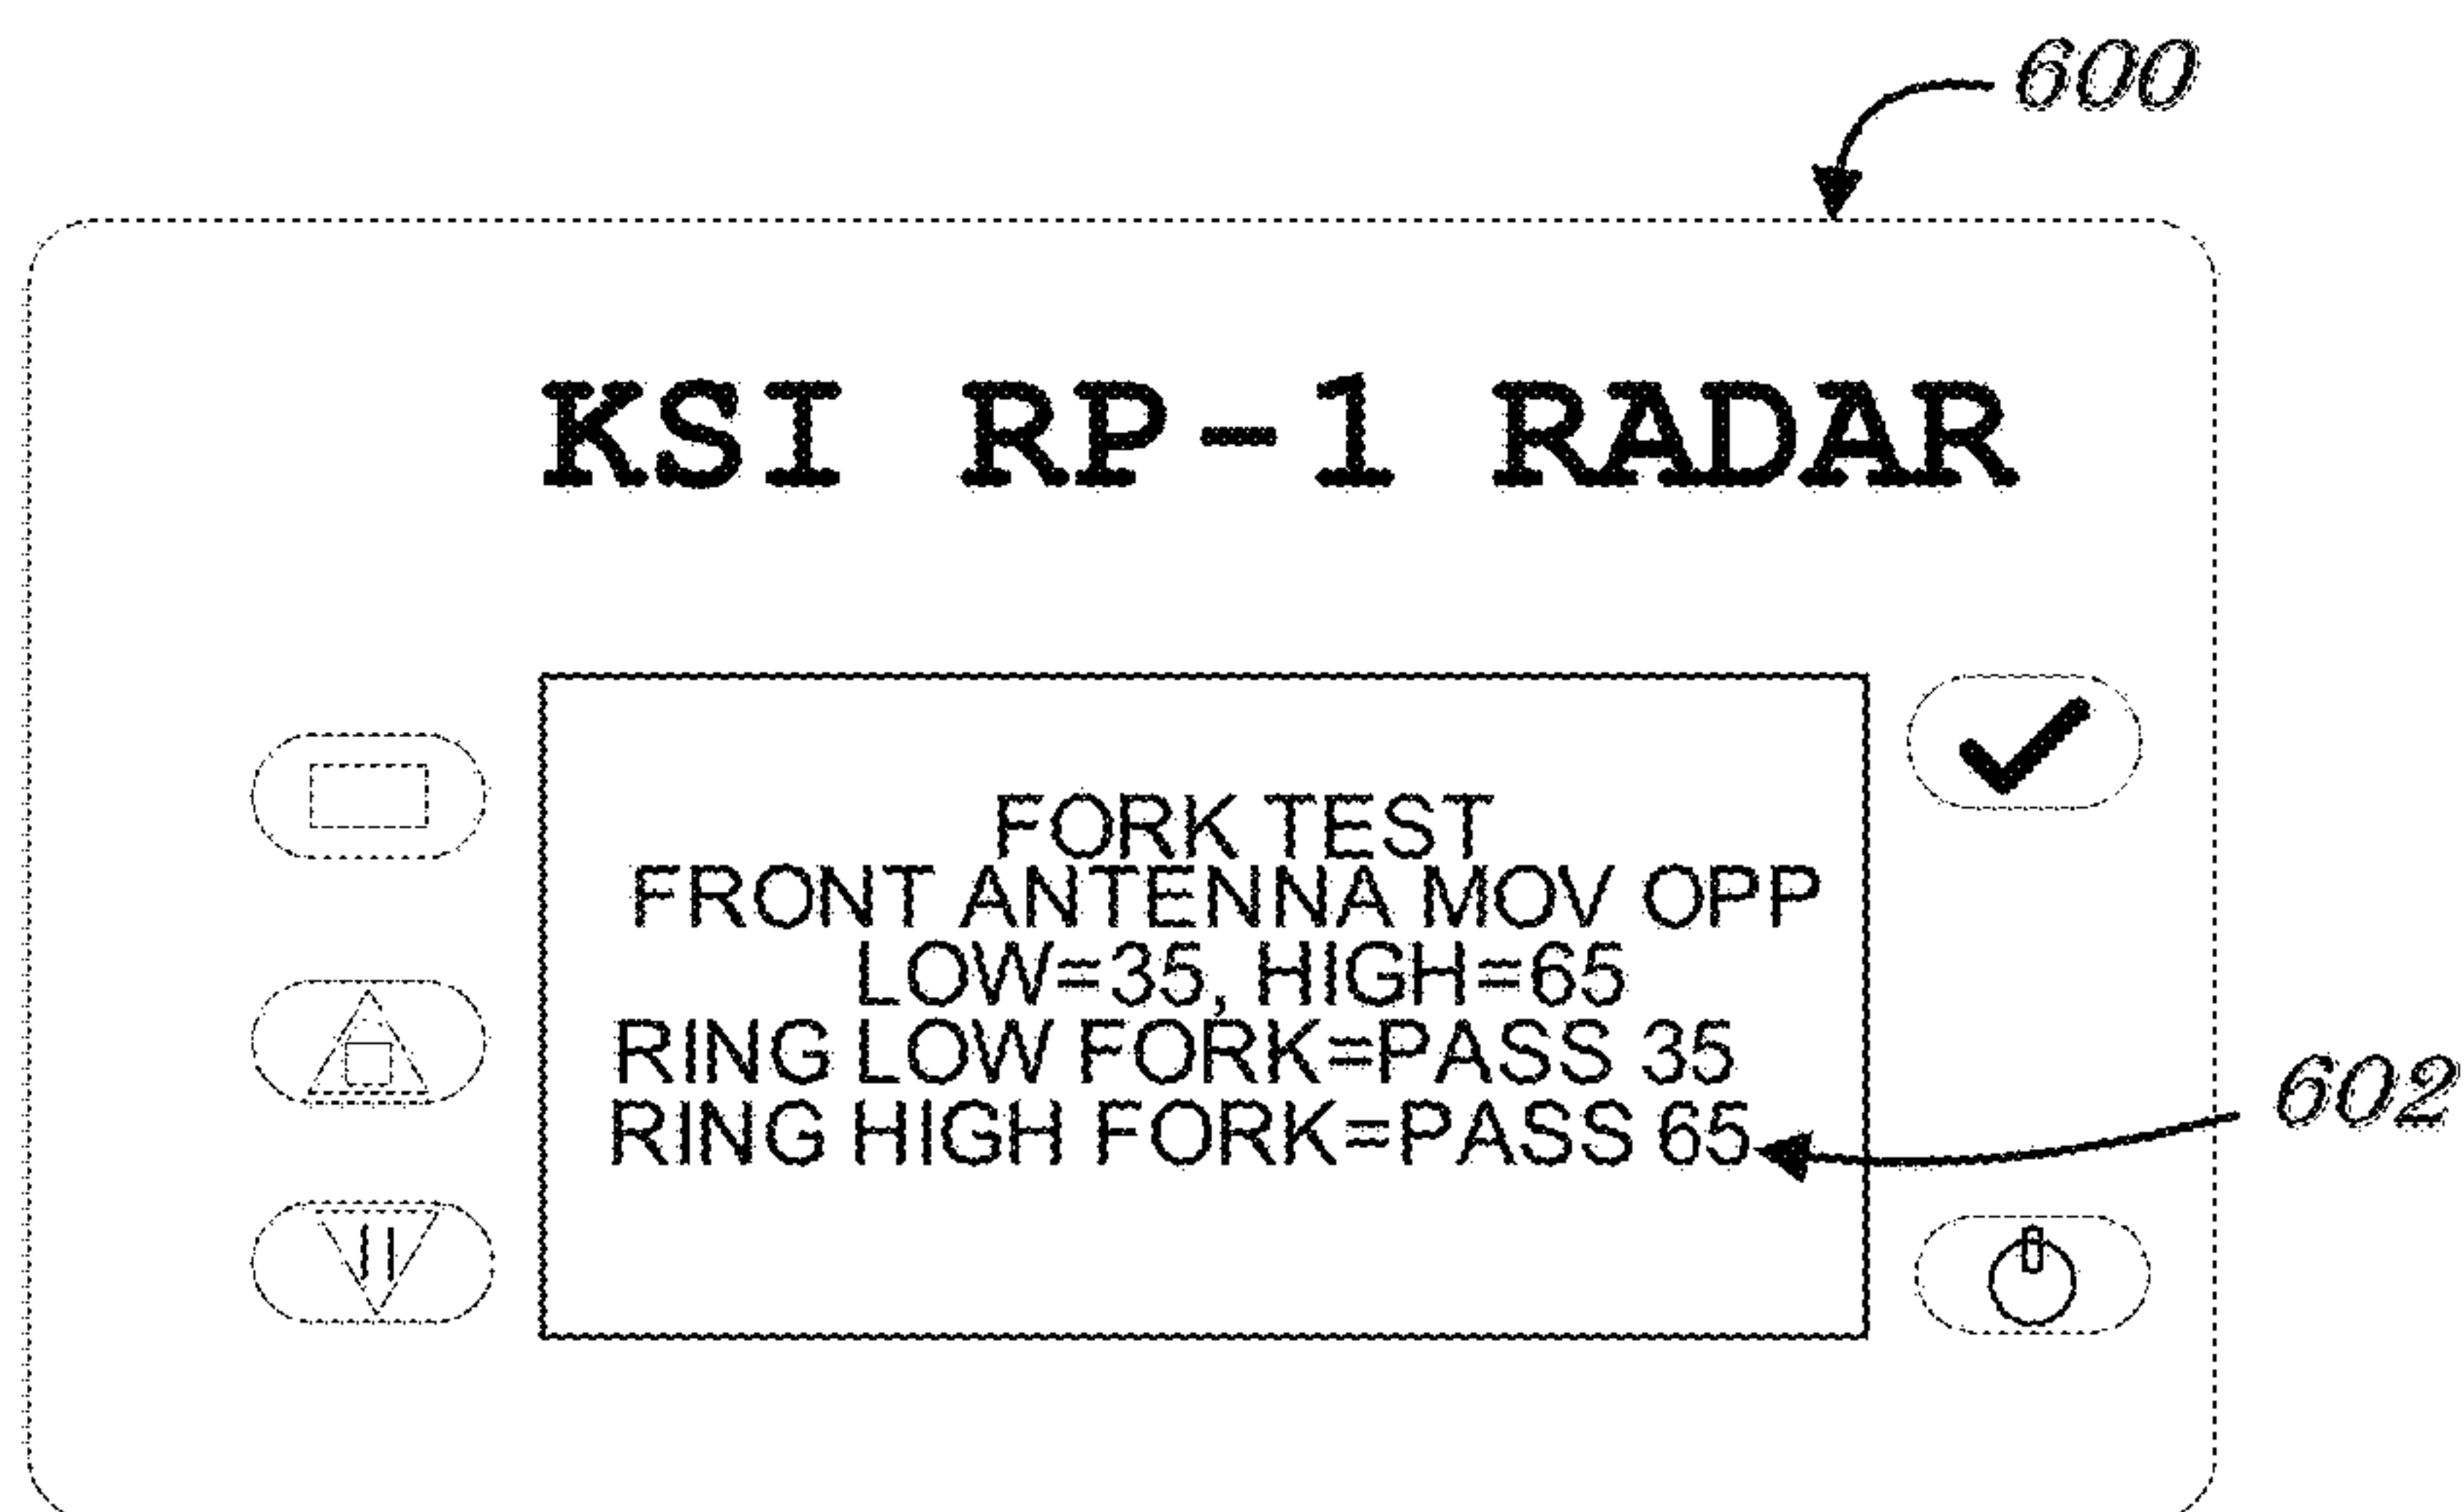 600
KSI RP-1 RADAR
FORK TEST
FRONT ANTENNA MOV OPP
LOW=35, HIGH=65
RING LOW FORK=PASS 35
RING HIGH FORK=PASS 65
602